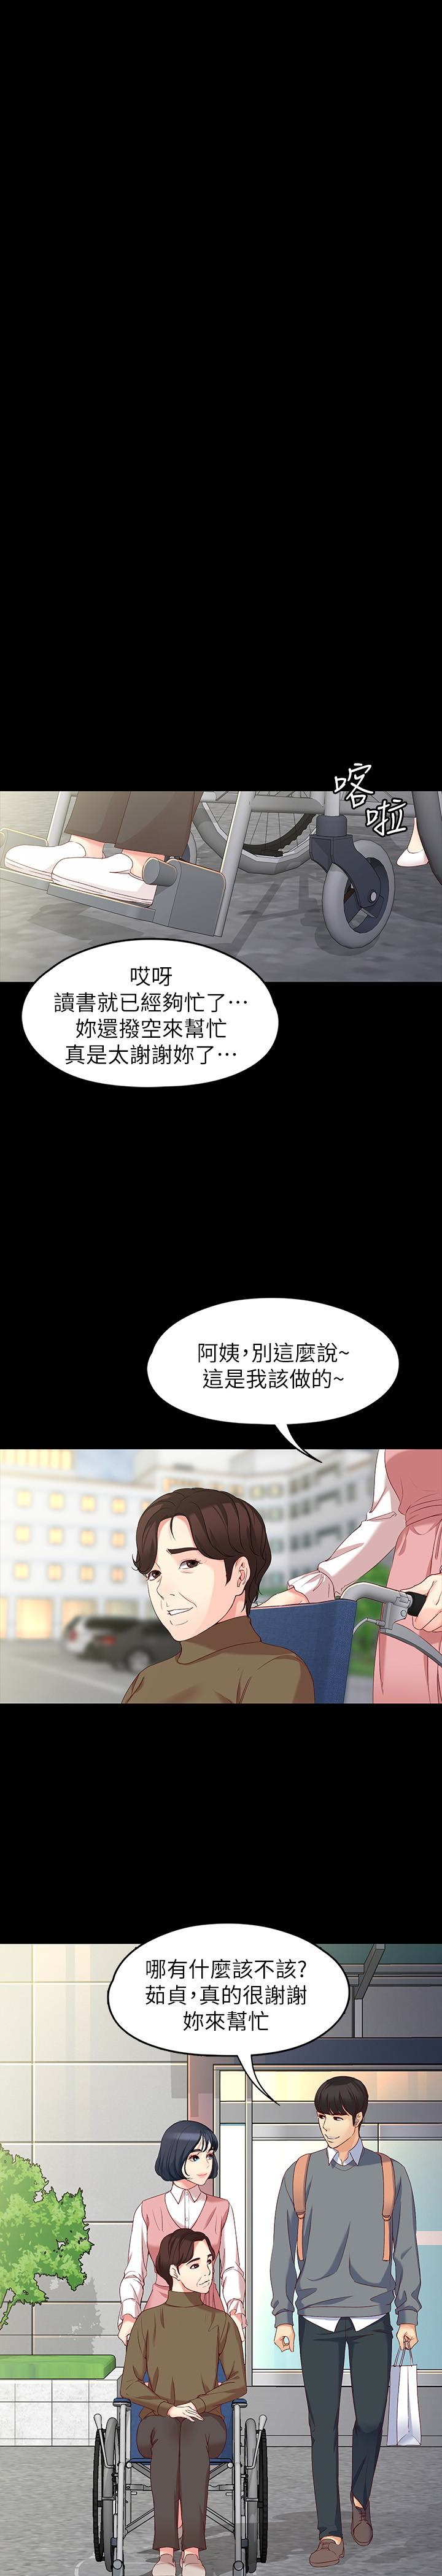 喀啦
哎呀
讀書就已經夠忙了…
妳還撥空來幫忙
真是太謝謝妳了…
阿姨，別這麼說~
這是我該做的~
哪有什麼該不該?
茹貞，真的很謝謝
妳來幫忙